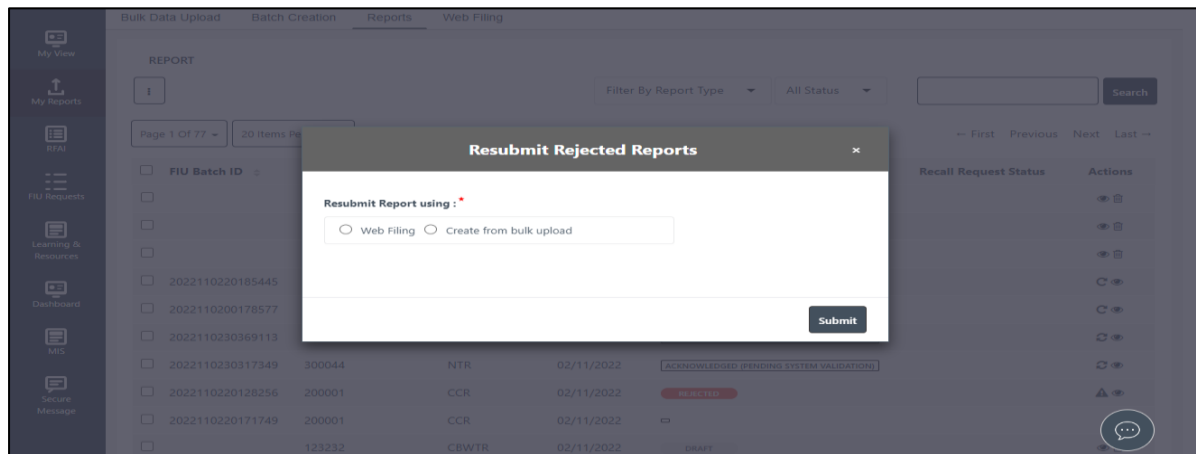 Bulk Data Upload Batch Creation Reports Web Filing
My View
REPORT
My Reports
Filter By Report Type All Status Search
Page 1 Of 77 20 Items Pe ← First Previous Next Last →
RFAI
Resubmit Rejected Reports ×
FIU Batch ID Recall Request Status Actions
FIU Requests
Resubmit Report using : *
Web Filing Create from bulk upload
Learning &
Resources
2022110220185445
Dashboard
2022110200178577
Submit
2022110230369113
MIS
2022110230317349 300044 NTR 02/11/2022 ACKNOWLEDGED (PENDING SYSTEM VALIDATION)
Secure
Message
2022110220128256 200001 CCR 02/11/2022 REJECTED
2022110220171749 200001 CCR 02/11/2022
123232 CBWTR 02/11/2022 DRAFT